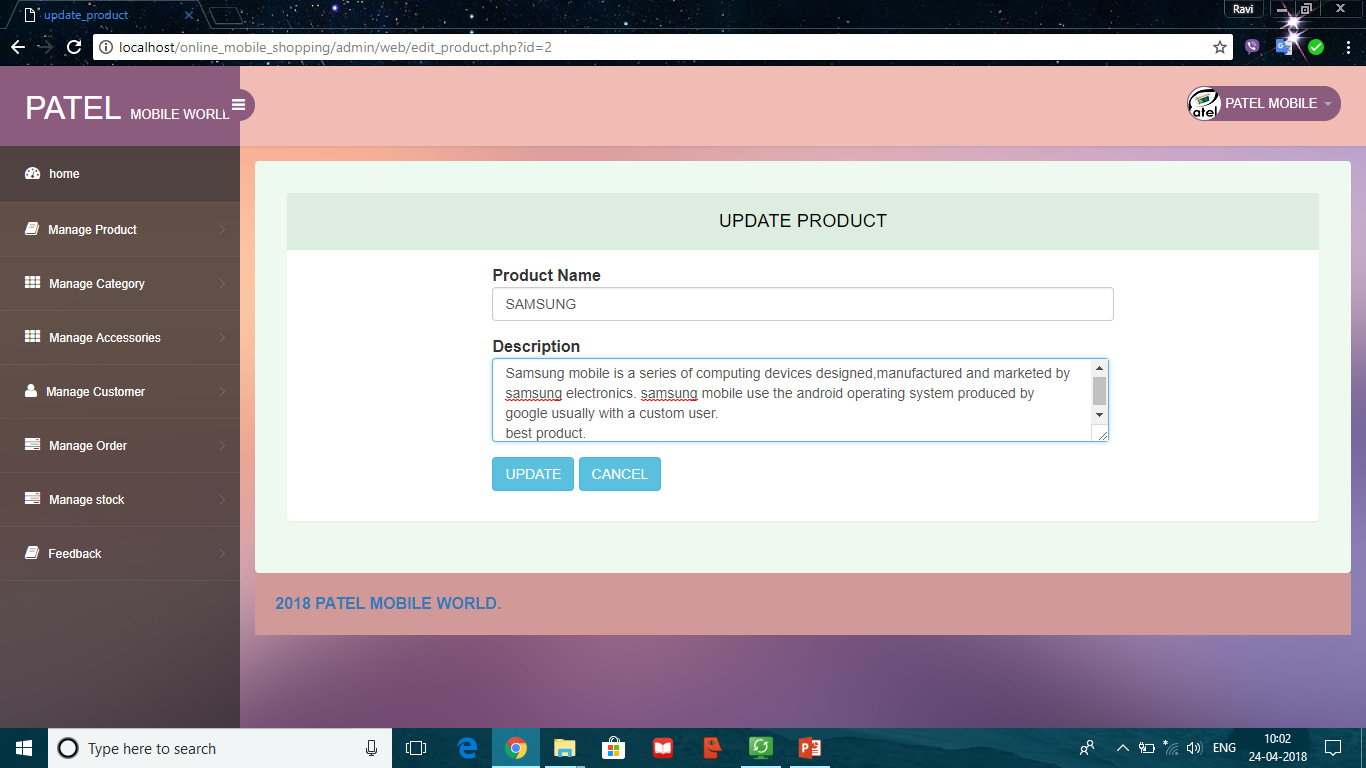 update_product
Ravi
localhost/online_mobile_shopping/admin/web/edit_product.php?id=2
PATEL MOBILE WORLL
atel PATEL MOBILE
home
Manage Product
Manage Category
Manage Accessories
Manage Customer
Manage Order
Manage stock
Feedback
UPDATE PRODUCT
Product Name
SAMSUNG
Description
Samsung mobile is a series of computing devices designed,manufactured and marketed by
samsung electronics. samsung mobile use the android operating system produced by
google usually with a custom user.
best product.
UPDATE CANCEL
2018 PATEL MOBILE WORLD.
Type here to search
ENG
10:02
24-04-2018